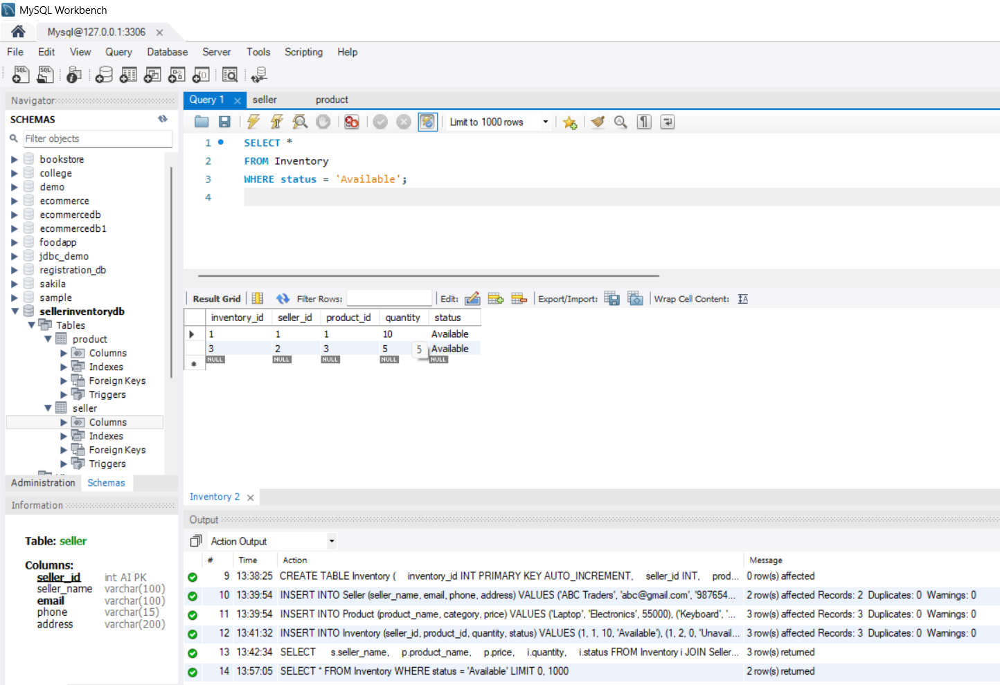 MySQL Workbench
Mysql@127.0.0.1:3306
File Edit View Query Database Server Tools Scripting Help
Navigator
SCHEMAS
Filter objects
bookstore
college
demo
ecommerce
ecommercedb
ecommercedb1
foodapp
jdbc_demo
registration_db
sakila
sample
sellerinventorydb
Tables
product
Columns
Indexes
Foreign Keys
Triggers
seller
Columns
Indexes
Foreign Keys
Triggers
Administration Schemas
Information
Table: seller
Columns:
seller_id int AI PK
seller_name varchar(100)
email varchar(100)
phone varchar(15)
address varchar(200)
Query 1 seller product
Limit to 1000 rows
1 SELECT *
2 FROM Inventory
3 WHERE status = 'Available';
4
Result Grid Filter Rows: Edit: Export/Import: Wrap Cell Content: IA
inventory_id seller_id product_id quantity status
1 1 1 10 Available
3 2 3 5 5 Available
NULL NULL NULL NULL NULL
Inventory 2
Output
Action Output
# Time Action Message
9 13:38:25 CREATE TABLE Inventory ( inventory_id INT PRIMARY KEY AUTO_INCREMENT, seller_id INT, prod... 0 row(s) affected
10 13:39:54 INSERT INTO Seller (seller_name, email, phone, address) VALUES ('ABC Traders', 'abc@gmail.com', '987654... 2 row(s) affected Records: 2 Duplicates: 0 Warnings: 0
11 13:39:54 INSERT INTO Product (product_name, category, price) VALUES ('Laptop', 'Electronics', 55000), ('Keyboard', '... 3 row(s) affected Records: 3 Duplicates: 0 Warnings: 0
12 13:41:32 INSERT INTO Inventory (seller_id, product_id, quantity, status) VALUES (1, 1, 10, 'Available'), (1, 2, 0, 'Unavail... 3 row(s) affected Records: 3 Duplicates: 0 Warnings: 0
13 13:42:34 SELECT s.seller_name, p.product_name, p.price, i.quantity, i.status FROM Inventory i JOIN Seller... 3 row(s) returned
14 13:57:05 SELECT * FROM Inventory WHERE status = 'Available' LIMIT 0, 1000 2 row(s) returned